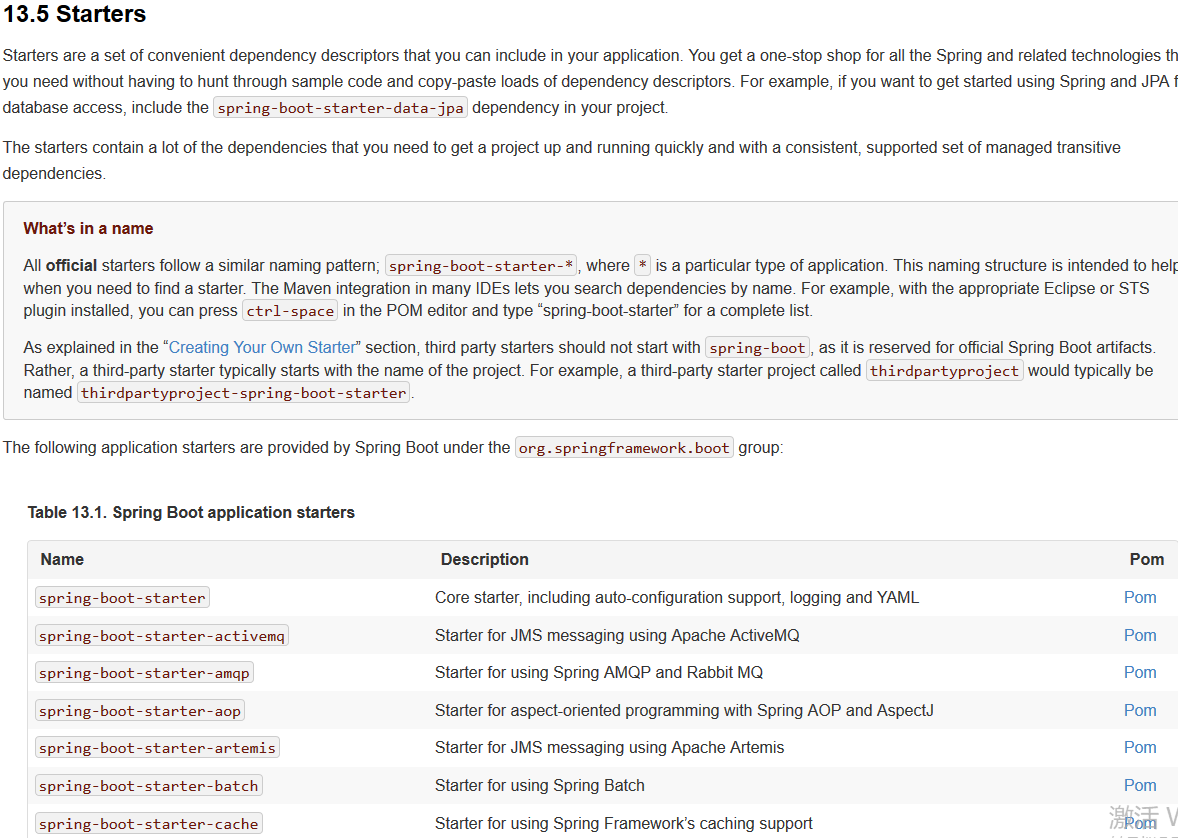 13.5 Starters
Starters are a set of convenient dependency descriptors that you can include in your application. You get a one-stop shop for all the Spring and related technologies th
you need without having to hunt through sample code and copy-paste loads of dependency descriptors. For example, if you want to get started using Spring and JPA f
database access, include the spring-boot-starter-data-jpa dependency in your project.
The starters contain a lot of the dependencies that you need to get a project up and running quickly and with a consistent, supported set of managed transitive
dependencies.
What’s in a name
All official starters follow a similar naming pattern; spring-boot-starter-*, where * is a particular type of application. This naming structure is intended to help
when you need to find a starter. The Maven integration in many IDEs lets you search dependencies by name. For example, with the appropriate Eclipse or STS
plugin installed, you can press ctrl-space in the POM editor and type “spring-boot-starter” for a complete list.
As explained in the “Creating Your Own Starter” section, third party starters should not start with spring-boot, as it is reserved for official Spring Boot artifacts.
Rather, a third-party starter typically starts with the name of the project. For example, a third-party starter project called thirdpartyproject would typically be
named thirdpartyproject-spring-boot-starter.
The following application starters are provided by Spring Boot under the org.springframework.boot group:
Table 13.1. Spring Boot application starters
Name Description Pom
spring-boot-starter Core starter, including auto-configuration support, logging and YAML Pom
spring-boot-starter-activemq Starter for JMS messaging using Apache ActiveMQ Pom
spring-boot-starter-amqp Starter for using Spring AMQP and Rabbit MQ Pom
spring-boot-starter-aop Starter for aspect-oriented programming with Spring AOP and AspectJ Pom
spring-boot-starter-artemis Starter for JMS messaging using Apache Artemis Pom
spring-boot-starter-batch Starter for using Spring Batch Pom
spring-boot-starter-cache Starter for using Spring Framework’s caching support Pom
激活